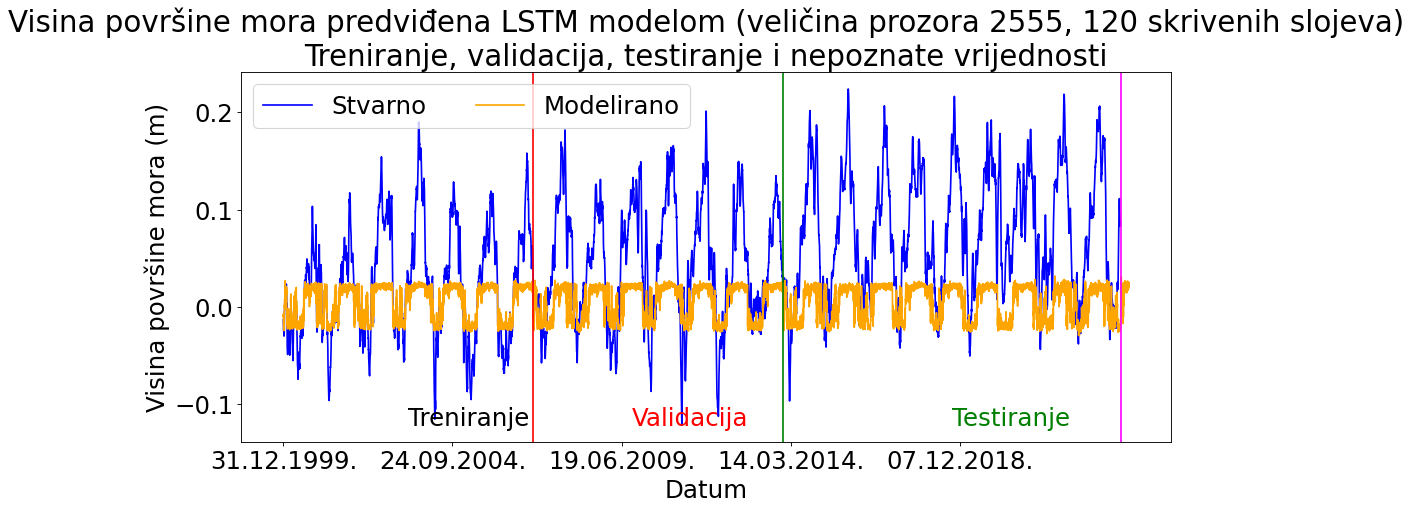 Visina površine mora predviđena LSTM modelom (veličina prozora 2555, 120 skrivenih slojeva)
Treniranje, validacija, testiranje i nepoznate vrijednosti
Stvarno
Modelirano
Visina površine mora (m)
0.2
0.1
0.0
−0.1
Treniranje
Validacija
Testiranje
31.12.1999.
24.09.2004.
19.06.2009.
14.03.2014.
07.12.2018.
Datum